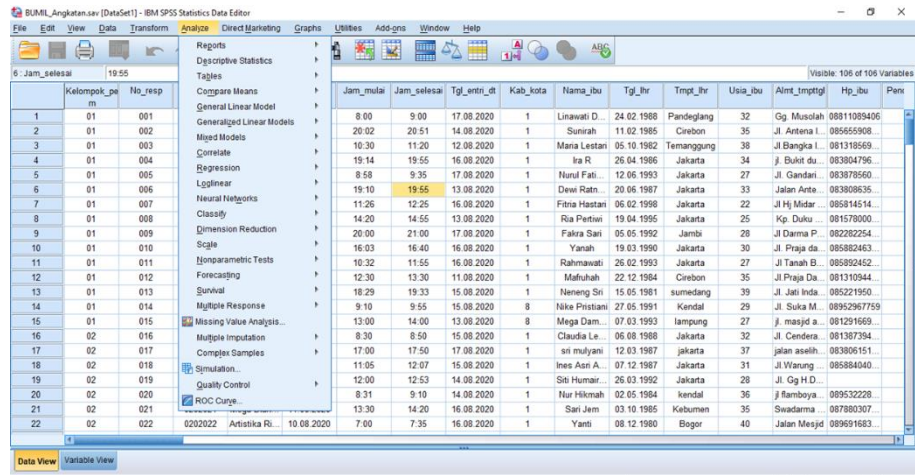 BUMIL_Angkatan.sav [DataSet1] - IBM SPSS Statistics Data Editor
File Edit View Data Transform Analyze Direct Marketing Graphs Utilities Add-ons Window Help
6 : Jam_selesai 19:55 Visible: 106 of 106 Variables
Reports
Descriptive Statistics
Tables
Compare Means
General Linear Model
Generalized Linear Models
Mixed Models
Correlate
Regression
Loglinear
Neural Networks
Classify
Dimension Reduction
Scale
Nonparametric Tests
Forecasting
Survival
Multiple Response
Missing Value Analysis...
Multiple Imputation
Complex Samples
Simulation...
Quality Control
ROC Curve...
Kelompok_pe m No_resp Jam_mulai Jam_selesai Tgl_entri_dt Kab_kota Nama_ibu Tgl_lhr Tmpt_lhr Usia_ibu Almt_tmpttgl Hp_ibu Penc
1 01 001 8:00 9:00 17.08.2020 1 Linawati D... 24.02.1988 Pandeglang 32 Gg. Musolah 08811089406
2 01 002 20:02 20:51 14.08.2020 1 Sunirah 11.02.1985 Cirebon 35 Jl. Antena I... 085655908...
3 01 003 10:30 11:20 12.08.2020 1 Maria Lestari 05.10.1982 Temanggung 38 Jl.Bangka I... 081318569...
4 01 004 19:14 19:55 16.08.2020 1 Ira R 26.04.1986 Jakarta 34 jl. Bukit du... 083804796...
5 01 005 8:58 9:35 17.08.2020 1 Nurul Fati... 12.06.1993 Jakarta 27 Jl. Gandari... 083878560...
6 01 006 19:10 19:55 13.08.2020 1 Dewi Ratn... 20.06.1987 Jakarta 33 Jalan Ante... 083808635...
7 01 007 11:26 12:25 16.08.2020 1 Fitria Hastari 06.02.1998 Jakarta 22 Jl Hj Midar ... 085814514...
8 01 008 14:20 14:55 13.08.2020 1 Ria Pertiwi 19.04.1995 Jakarta 25 Kp. Duku ... 081578000...
9 01 009 20:00 21:00 17.08.2020 1 Fakra Sari 05.05.1992 Jambi 28 Jl Darma P... 082282254...
10 01 010 16:03 16:40 16.08.2020 1 Yanah 19.03.1990 Jakarta 30 Jl. Praja da... 085882463...
11 01 011 10:32 11:55 16.08.2020 1 Rahmawati 26.02.1993 Jakarta 27 Jl Tanah B... 085892452...
12 01 012 12:30 13:30 11.08.2020 1 Mafruhah 22.12.1984 Cirebon 35 Jl.Praja Da... 081310944...
13 01 013 18:29 19:33 15.08.2020 1 Neneng Sri 15.05.1981 sumedang 39 Jl. Jati Inda... 085221950...
14 01 014 9:10 9:55 15.08.2020 8 Nike Pristiani 27.05.1991 Kendal 29 Jl. Suka M... 08952967759
15 01 015 13:00 14:00 13.08.2020 8 Mega Dam... 07.03.1993 lampung 27 jl. masjid a... 081291669...
16 02 016 8:30 8:50 15.08.2020 1 Claudia Le... 06.08.1988 Jakarta 32 Jl. Cendera... 081387394...
17 02 017 17:00 17:50 17.08.2020 1 sri mulyani 12.03.1987 jakarta 37 jalan aselih... 083806151...
18 02 018 11:05 12:07 15.08.2020 1 Ines Asri A... 07.12.1987 Jakarta 31 Jl.Warung ... 085884040...
19 02 019 12:00 12:53 14.08.2020 1 Siti Humair... 26.03.1992 Jakarta 28 Jl. Gg H.D...
20 02 020 8:31 9:10 14.08.2020 1 Nur Hikmah 02.05.1984 kendal 36 jl flamboya... 089532228...
21 02 021 13:30 14:20 16.08.2020 1 Sari Jem 03.10.1985 Kebumen 35 Swadarma ... 087880307...
22 02 022 0202022 Artistika Ri... 10.08.2020 7:00 7:35 16.08.2020 1 Yanti 08.12.1980 Bogor 40 Jalan Mesjid 089691683...
Data View Variable View